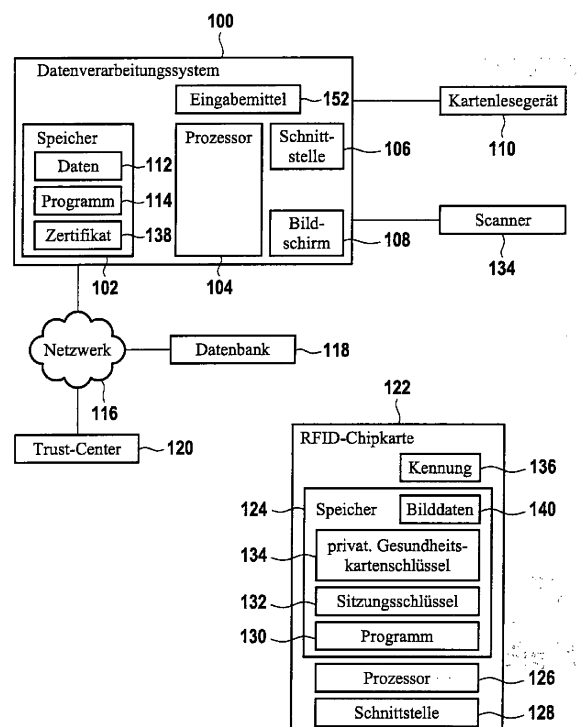 100
Datenverarbeitungssystem
Eingabemittel 152
Kartenlesegerät
110
Speicher
Prozessor
Schnitt-
stelle
106
Daten 112
Programm 114
Zertifikat 138
Bild-
schirm
108
Scanner
134
102
104
Netzwerk
116
Datenbank 118
Trust-Center 120
122
RFID-Chipkarte
Kennung 136
124 Speicher Bilddaten 140
134 privat. Gesundheits-
kartenschlüssel
132 Sitzungsschlüssel
130 Programm
Prozessor 126
Schnittstelle 128